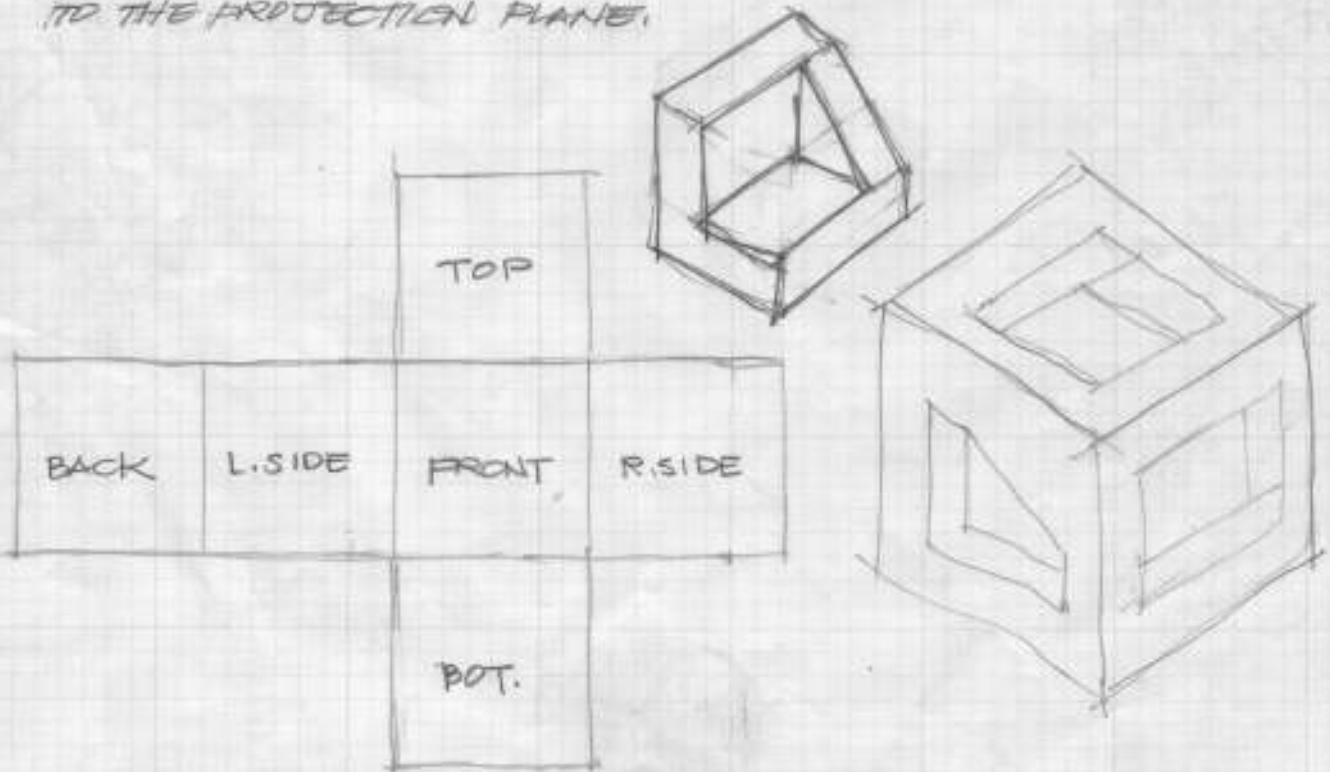 TO THE PROJECTION PLANE.
TOP
BACK L.SIDE FRONT R.SIDE
BOT.